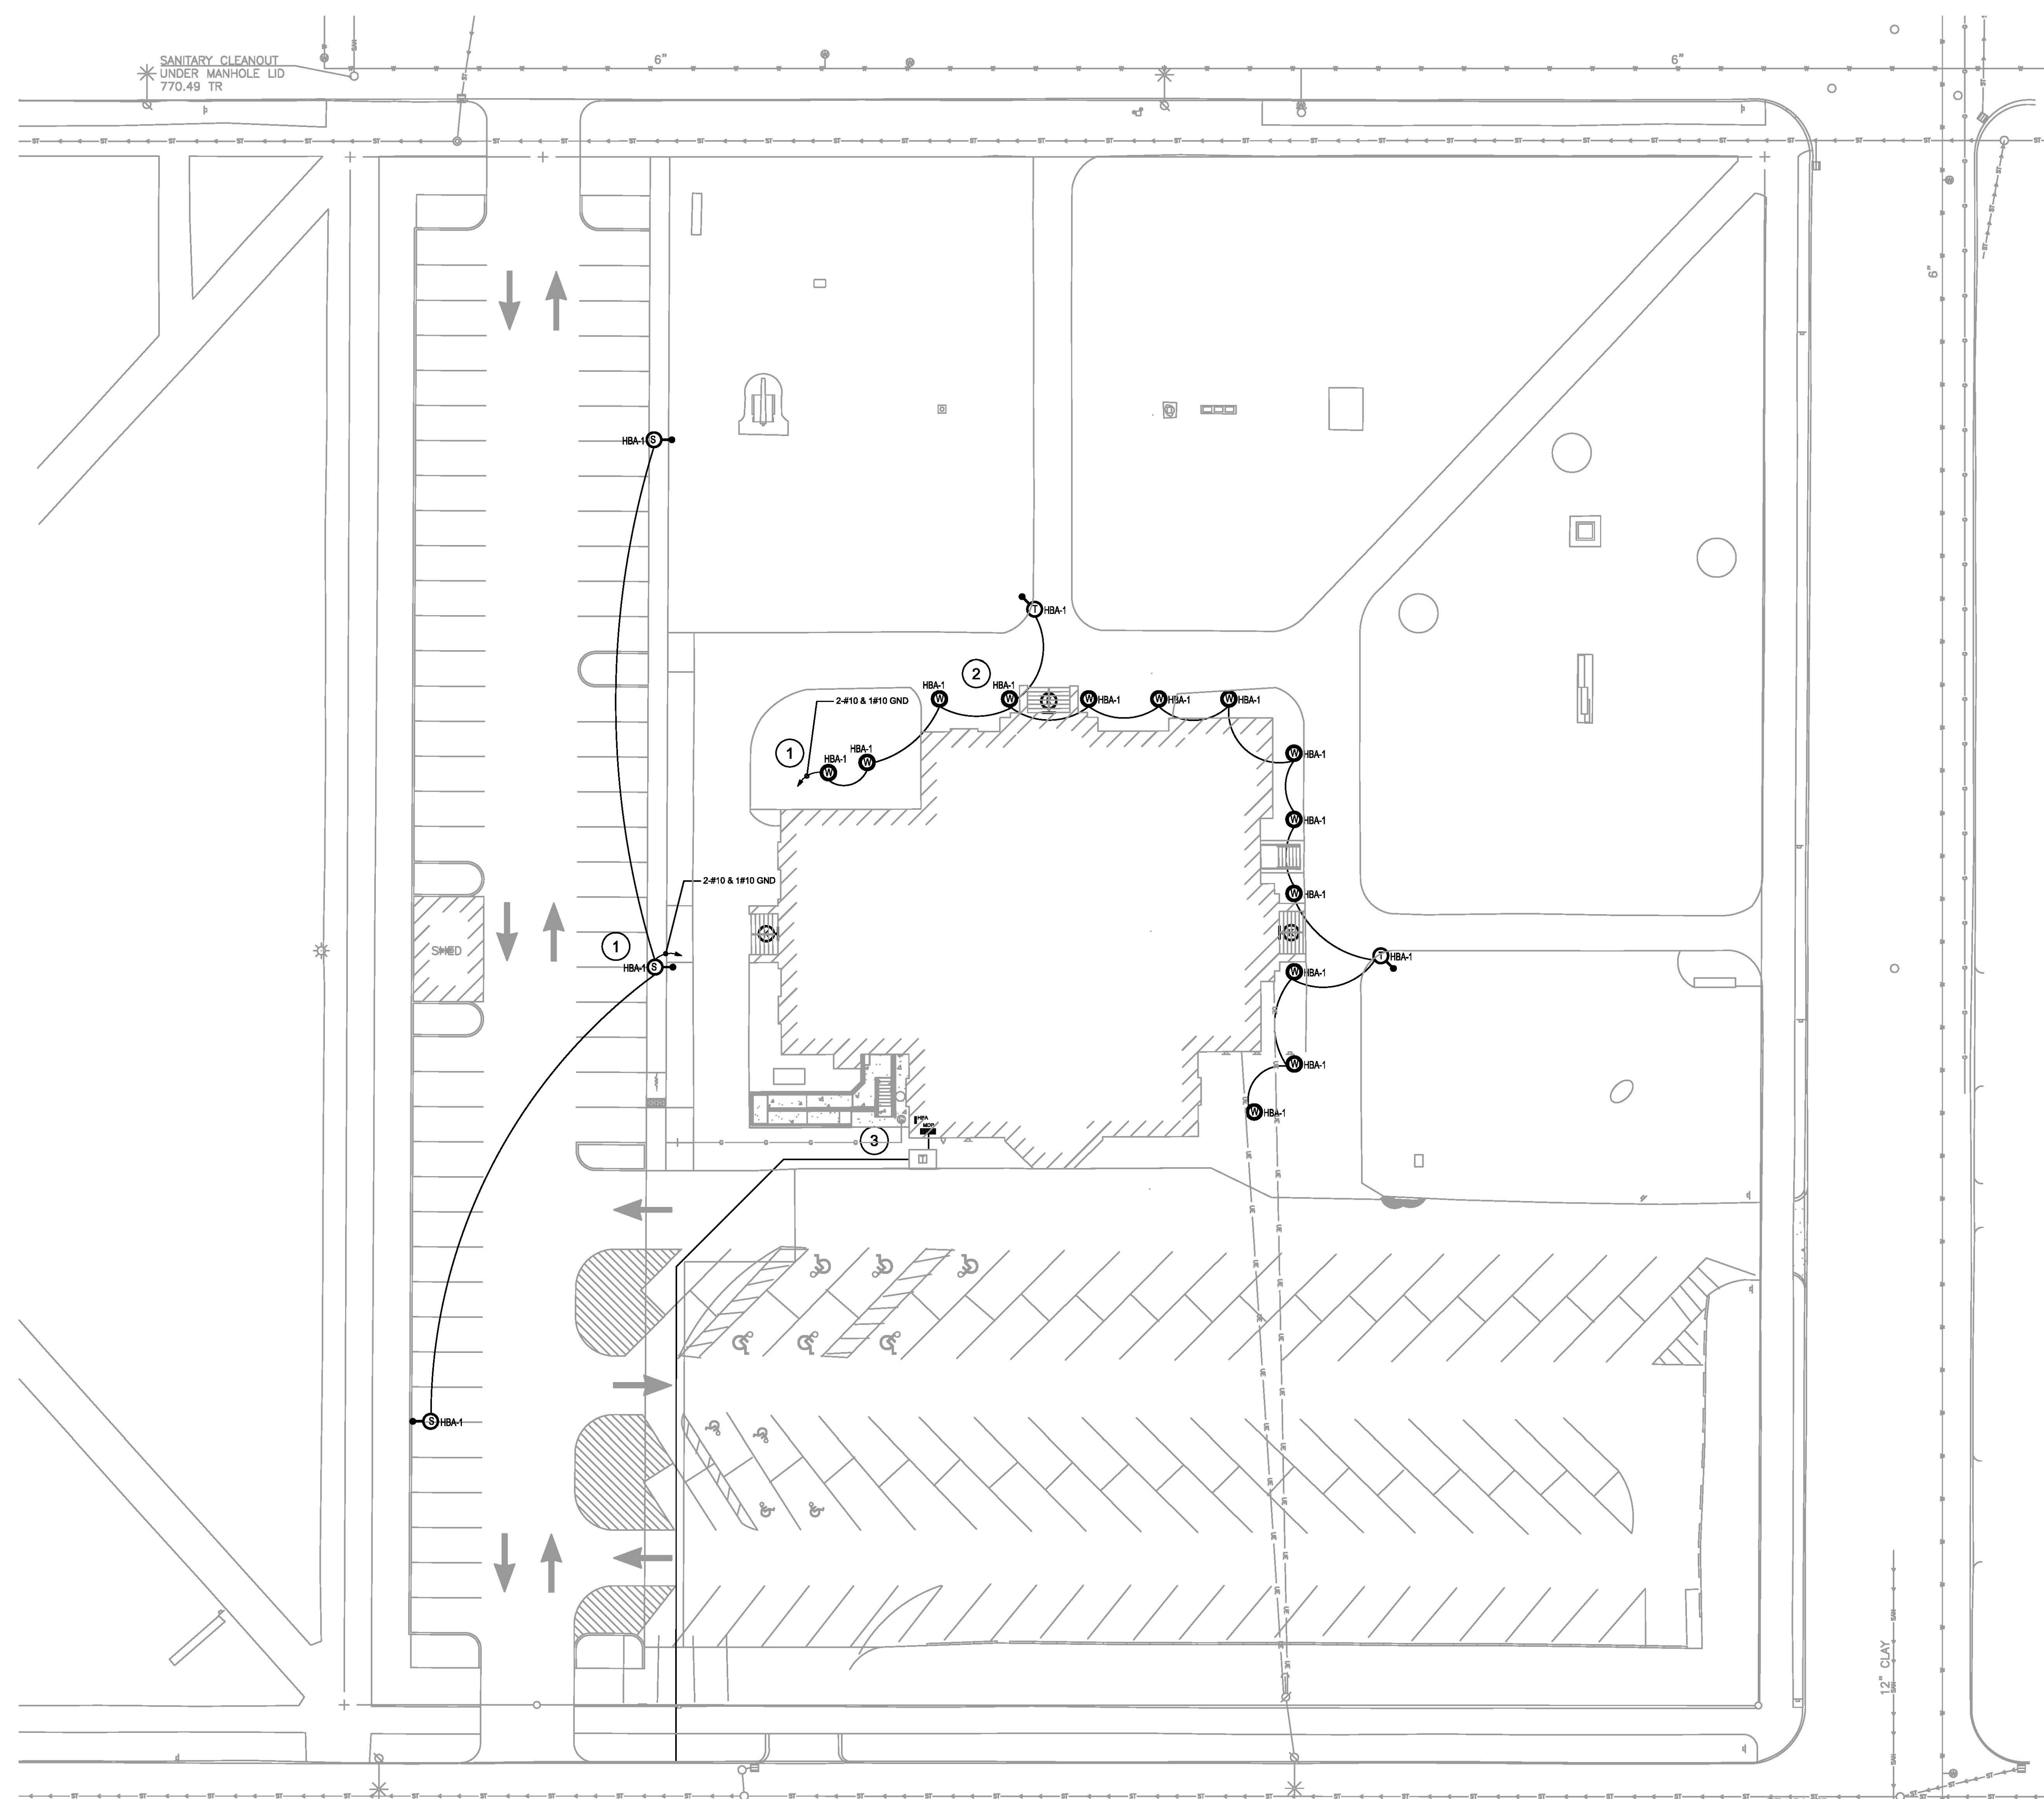 SANITARY CLEANOUT
UNDER MANHOLE LID
770.49 TR
6"
6"
6"
HBA-1 S
T HBA-1
2
HBA-1
HBA-1
W
W
W HBA-1
W HBA-1
W HBA-1
2-#10 & 1#10 GND
1
HBA-1
HBA-1
W
W
W HBA-1
W HBA-1
2-#10 & 1#10 GND
W HBA-1
1
SHED
HBA-1 S
T HBA-1
W HBA-1
W HBA-1
W HBA-1
HPA
MDP
3
T
S HBA-1
12" CLAY